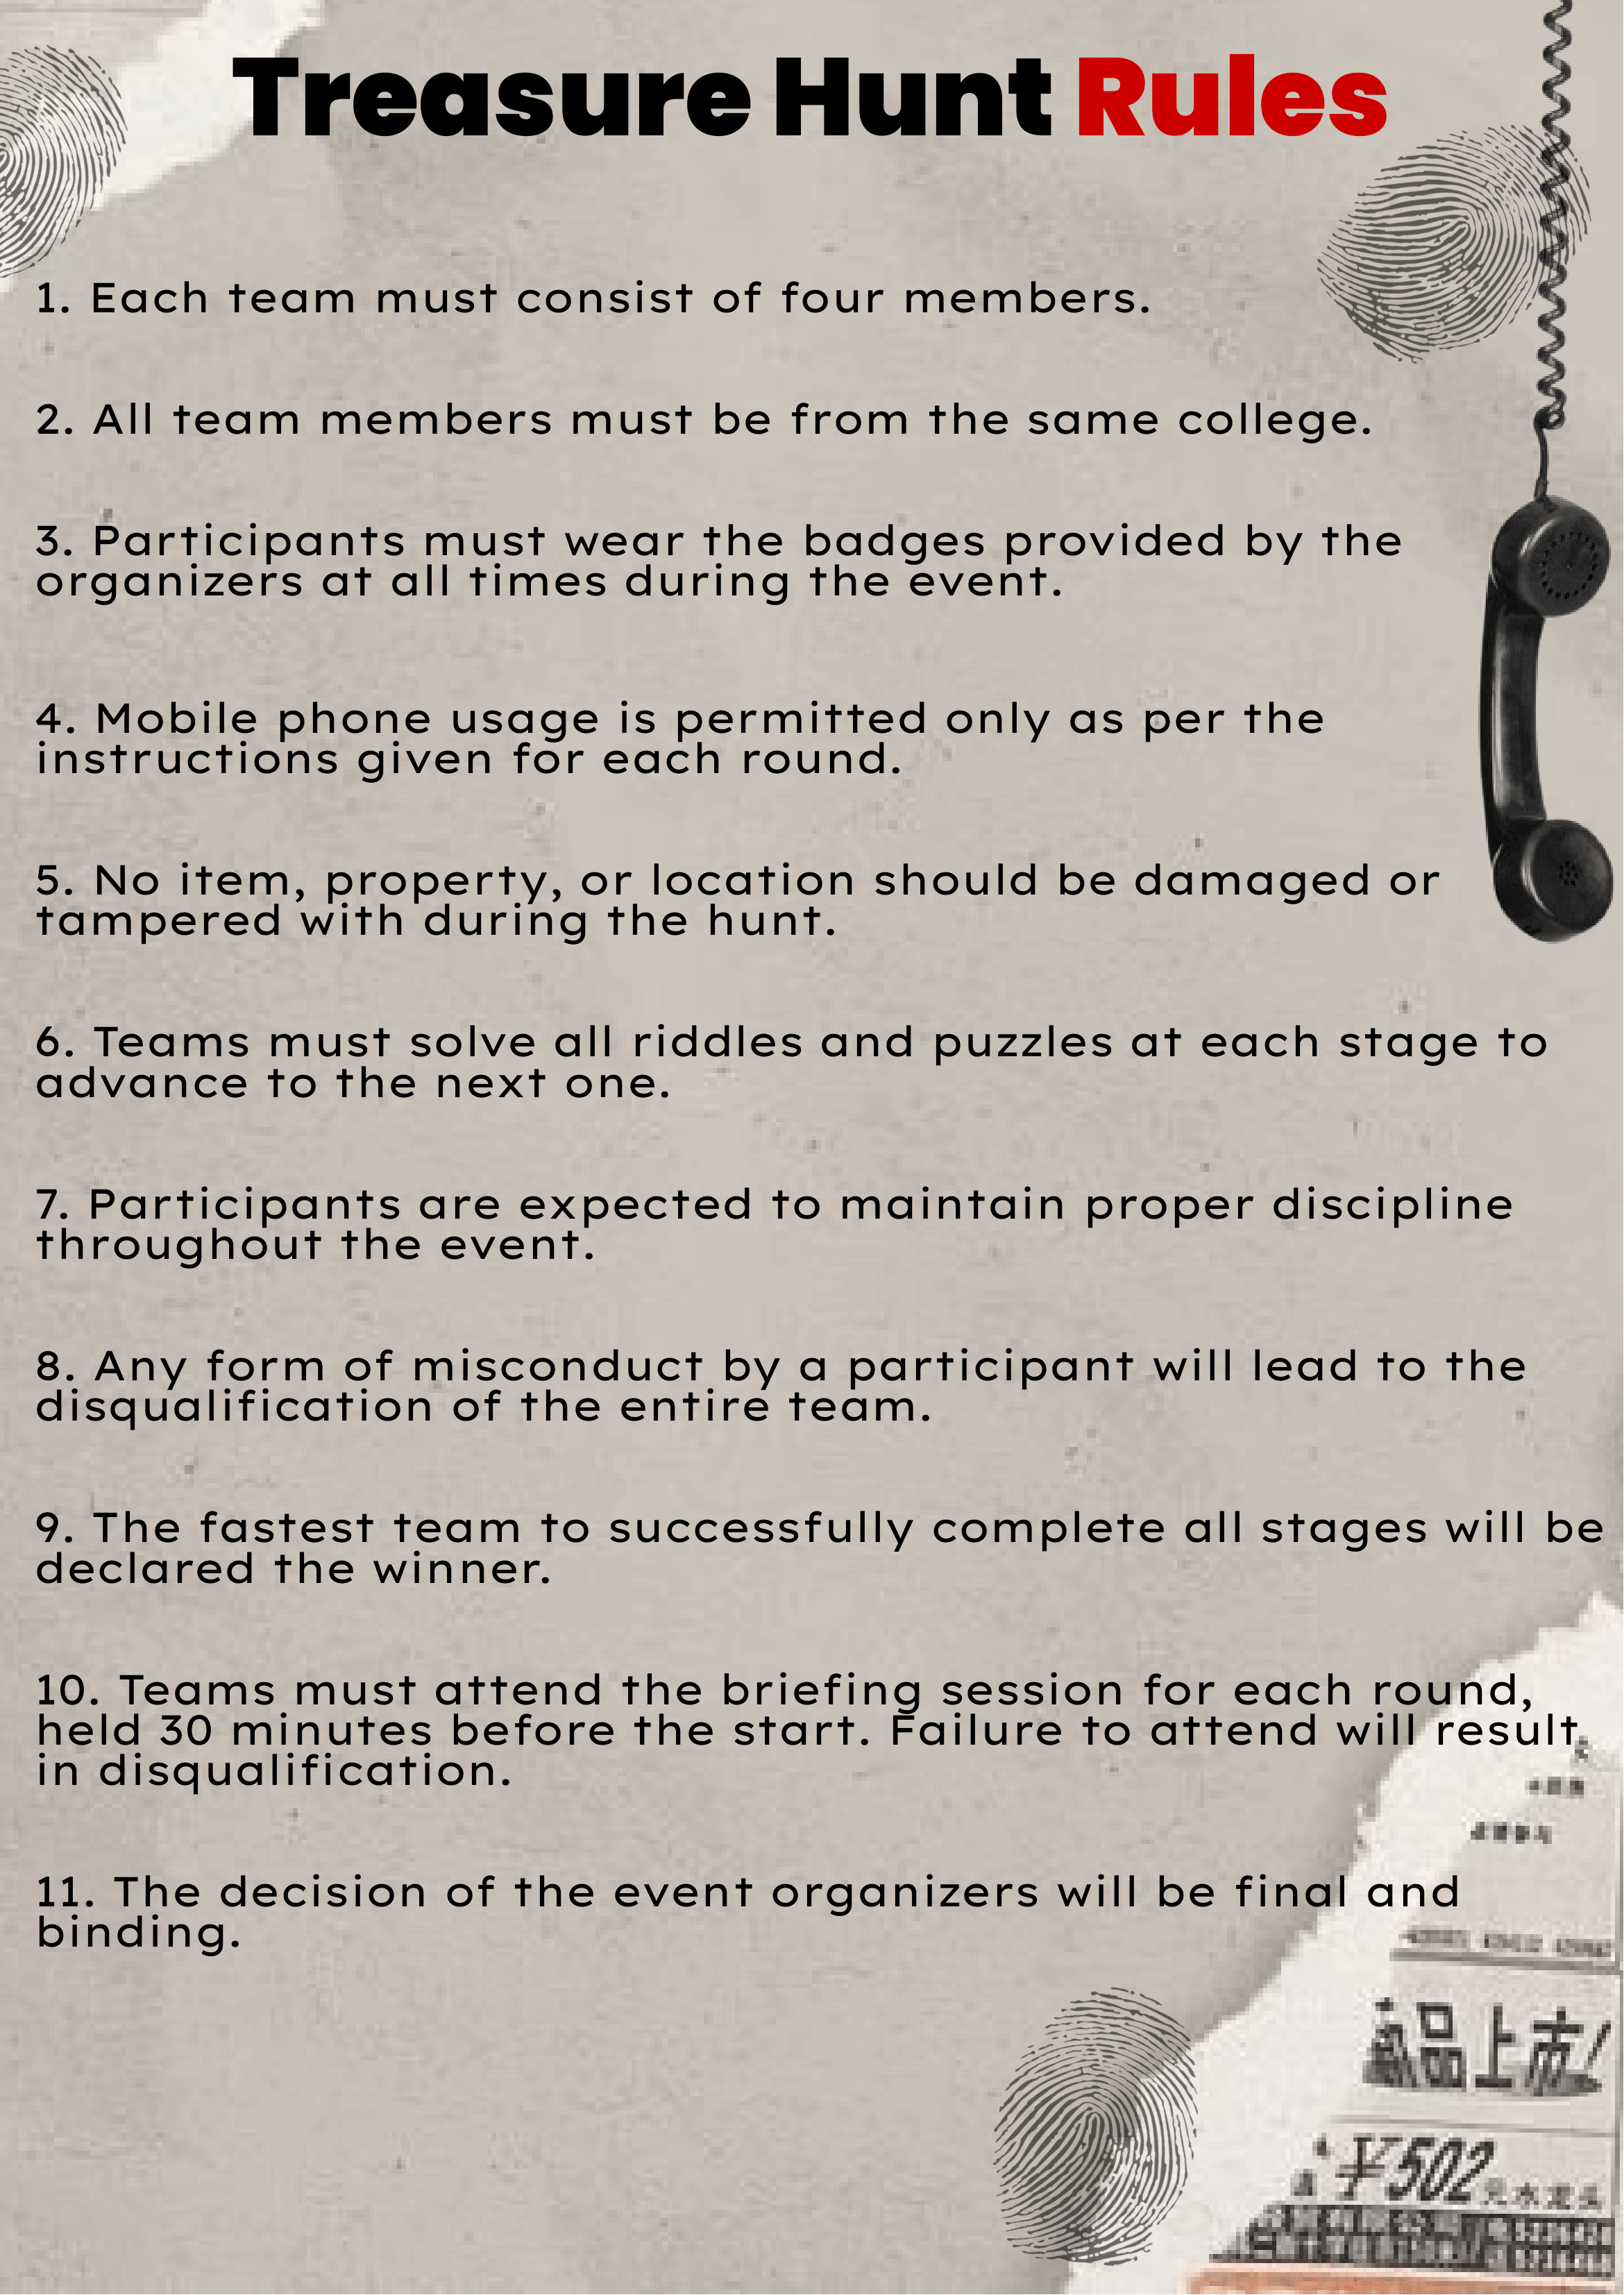 Treasure Hunt Rules
1. Each team must consist of four members.
2. All team members must be from the same college.
3. Participants must wear the badges provided by the
organizers at all times during the event.
4. Mobile phone usage is permitted only as per the
instructions given for each round.
5. No item, property, or location should be damaged or
tampered with during the hunt.
6. Teams must solve all riddles and puzzles at each stage to
advance to the next one.
7. Participants are expected to maintain proper discipline
throughout the event.
8. Any form of misconduct by a participant will lead to the
disqualification of the entire team.
9. The fastest team to successfully complete all stages will be
declared the winner.
10. Teams must attend the briefing session for each round,
held 30 minutes before the start. Failure to attend will result
in disqualification.
11. The decision of the event organizers will be final and
binding.
品上市!
¥502